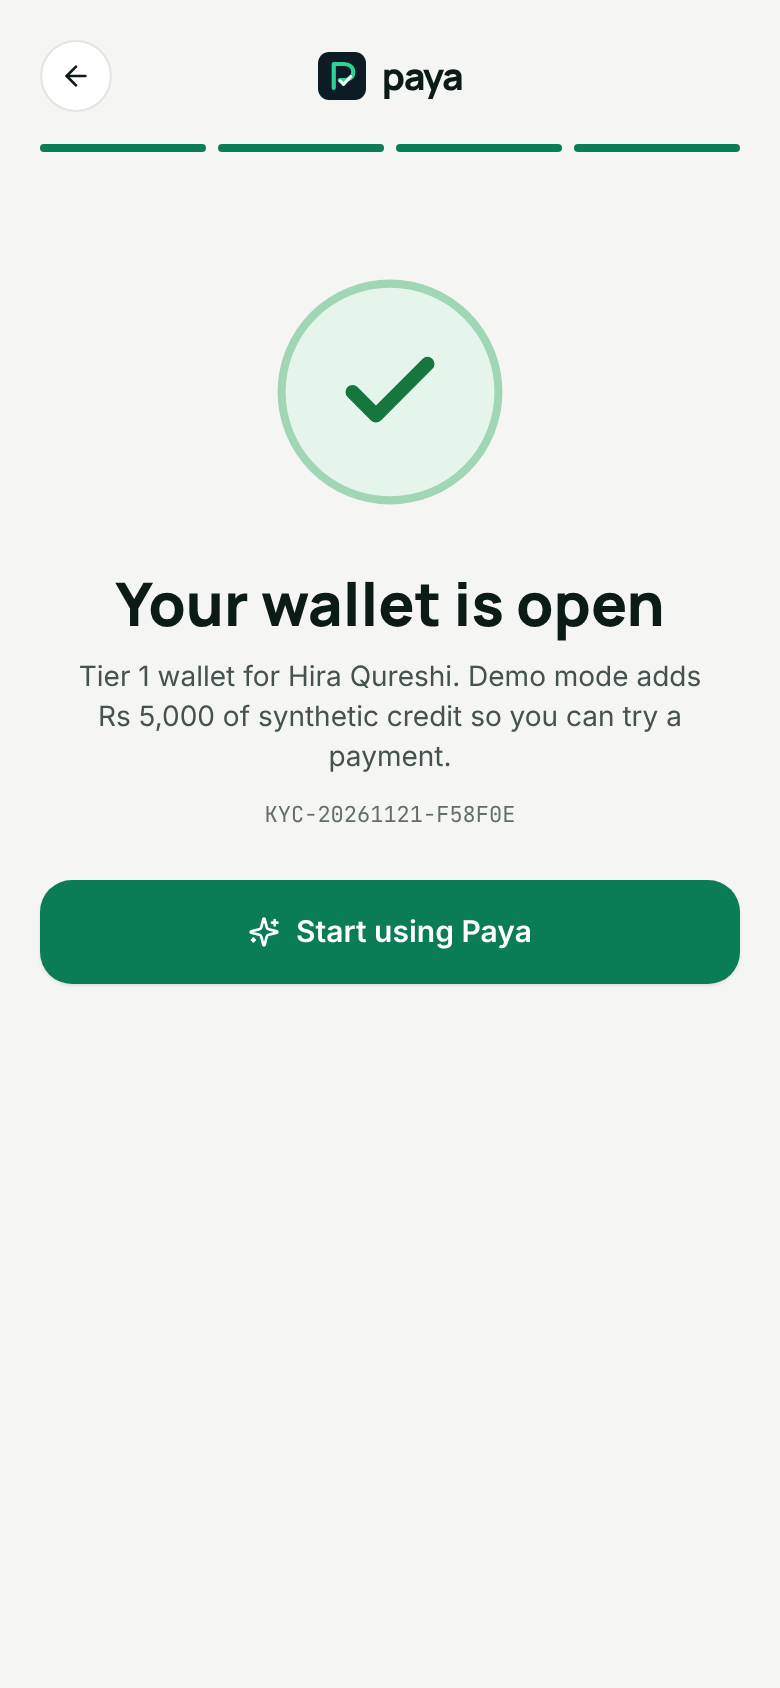 paya
Your wallet is open
Tier 1 wallet for Hira Qureshi. Demo mode adds
Rs 5,000 of synthetic credit so you can try a
payment.
KYC-20261121-F58F0E
Start using Paya